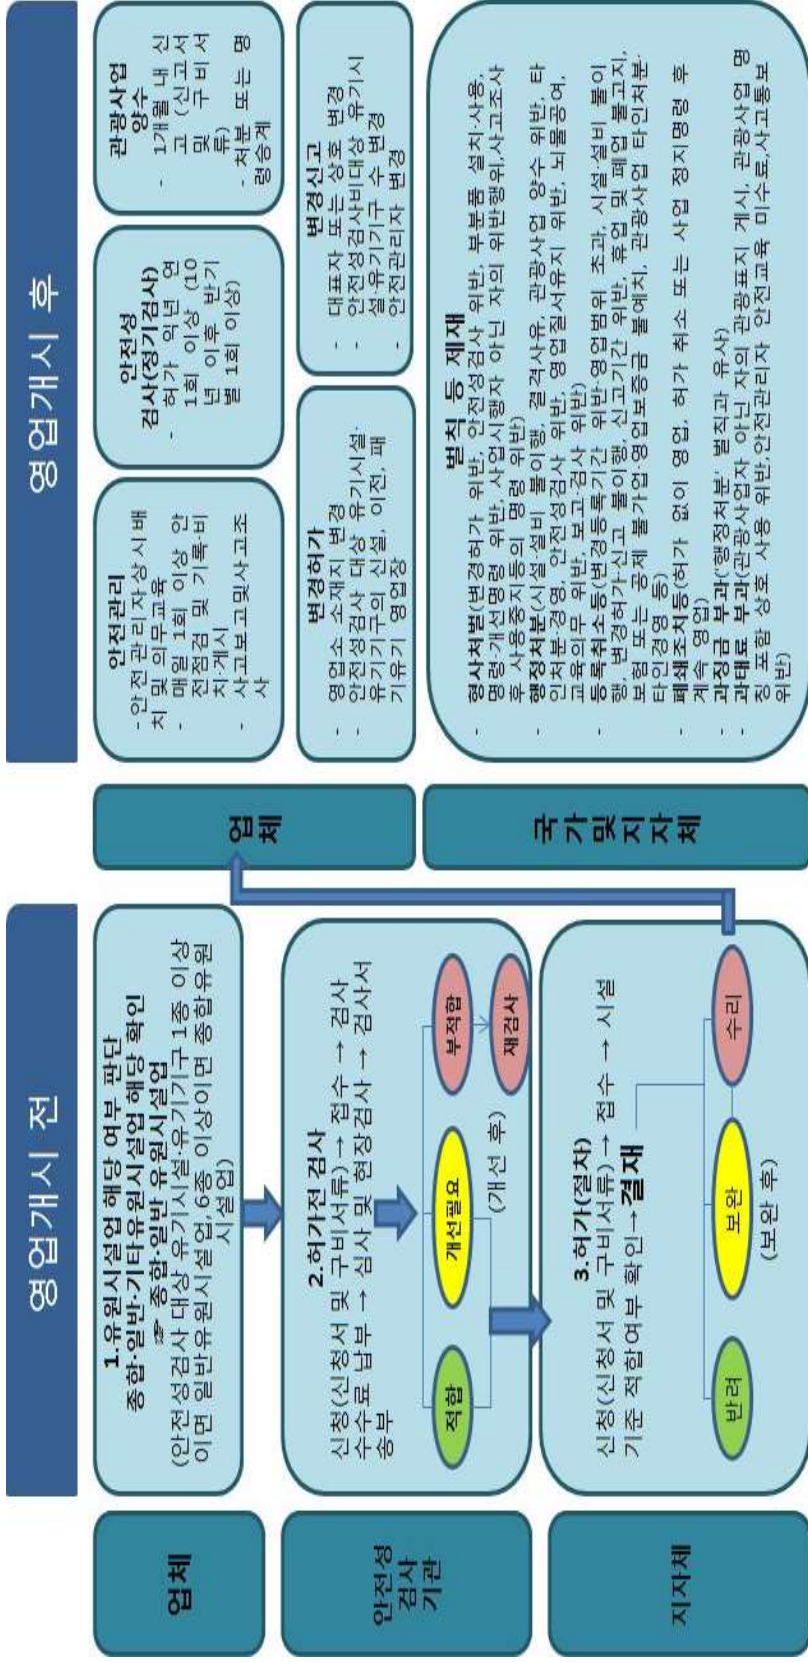 영업개시 전
업체
1.유원시설업 해당 여부 판단
종합·일반·기타유원시설업 해당 확인
☞ 종합·일반 유원시설업
(안전성검사 대상 유기시설·유기기구 1종 이상
이면 일반유원시설업, 6종 이상이면 종합유원
시설업)
안전성
검사
기관
2.허가전 검사
신청(신청서 및 구비서류) → 접수 → 검사
수수료 납부 → 심사 및 현장검사 → 검사서
송부
적합
개선필요
부적합
(개선 후)
재검사
지자체
3.허가(절차)
신청(신청서 및 구비서류) → 접수 → 시설
기준 적합여부 확인→결재
반려
보완
수리
(보완 후)
영업개시 후
업
체
안전관리
- 안전관리자상시배
치 및 의무교육
- 매일 1회 이상 안
전점검 및 기록·비
치·게시
- 사고보고및사고조
사
안전성
검사(정기검사)
- 허가 익년 연
1회 이상 (10
년 이후 반기
별 1회 이상)
관광사업
양수
- 1개월 내 신
고 (신고서
및 구비서
류)
- 처분 또는 명
령승계
변경허가
- 영업소 소재지 변경
- 안전성검사 대상 유기시설·
유기기구의 신설, 이전, 폐
기유기 영업장
변경신고
- 대표자 또는 상호 변경
- 안전성검사비대상 유기시
설·유기기구 수 변경
- 안전관리자 변경
국
가
및
지
자
체
벌칙 등 제재
- 형사처벌(변경허가 위반, 안전성검사 위반, 부분품 설치·사용,
명령·개선명령 위반, 사업시행자 아닌 자의 위반행위,사고조사
후 사용중지등의 명령 위반)
- 행정처분(시설·설비 불이행, 결격사유, 관광사업 양수 위반, 타
인처분·경영, 안전성검사 위반, 영업질서유지 위반, 뇌물공여,
교육의무 위반, 보고·검사 위반)
- 등록취소등(변경등록기간 위반·영업범위 초과, 시설·설비 불이
행, 변경허가·신고 불이행, 신고기간 위반, 휴업 및 폐업 불고지,
보험 또는 공제 불가업·영업보증금 불예치, 관광사업 타인처분·
타인경영 등)
- 폐쇄조치등(허가 없이 영업, 허가 취소 또는 사업 정지명령 후
계속 영업)
- 과징금 부과('행정처분' 벌칙과 유사)
- 과태료 부과(관광사업자 아닌 자의 관광표지 게시, 관광사업 명
칭 포함 상호 사용 위반,안전관리자 안전교육 미수료,사고통보
위반)